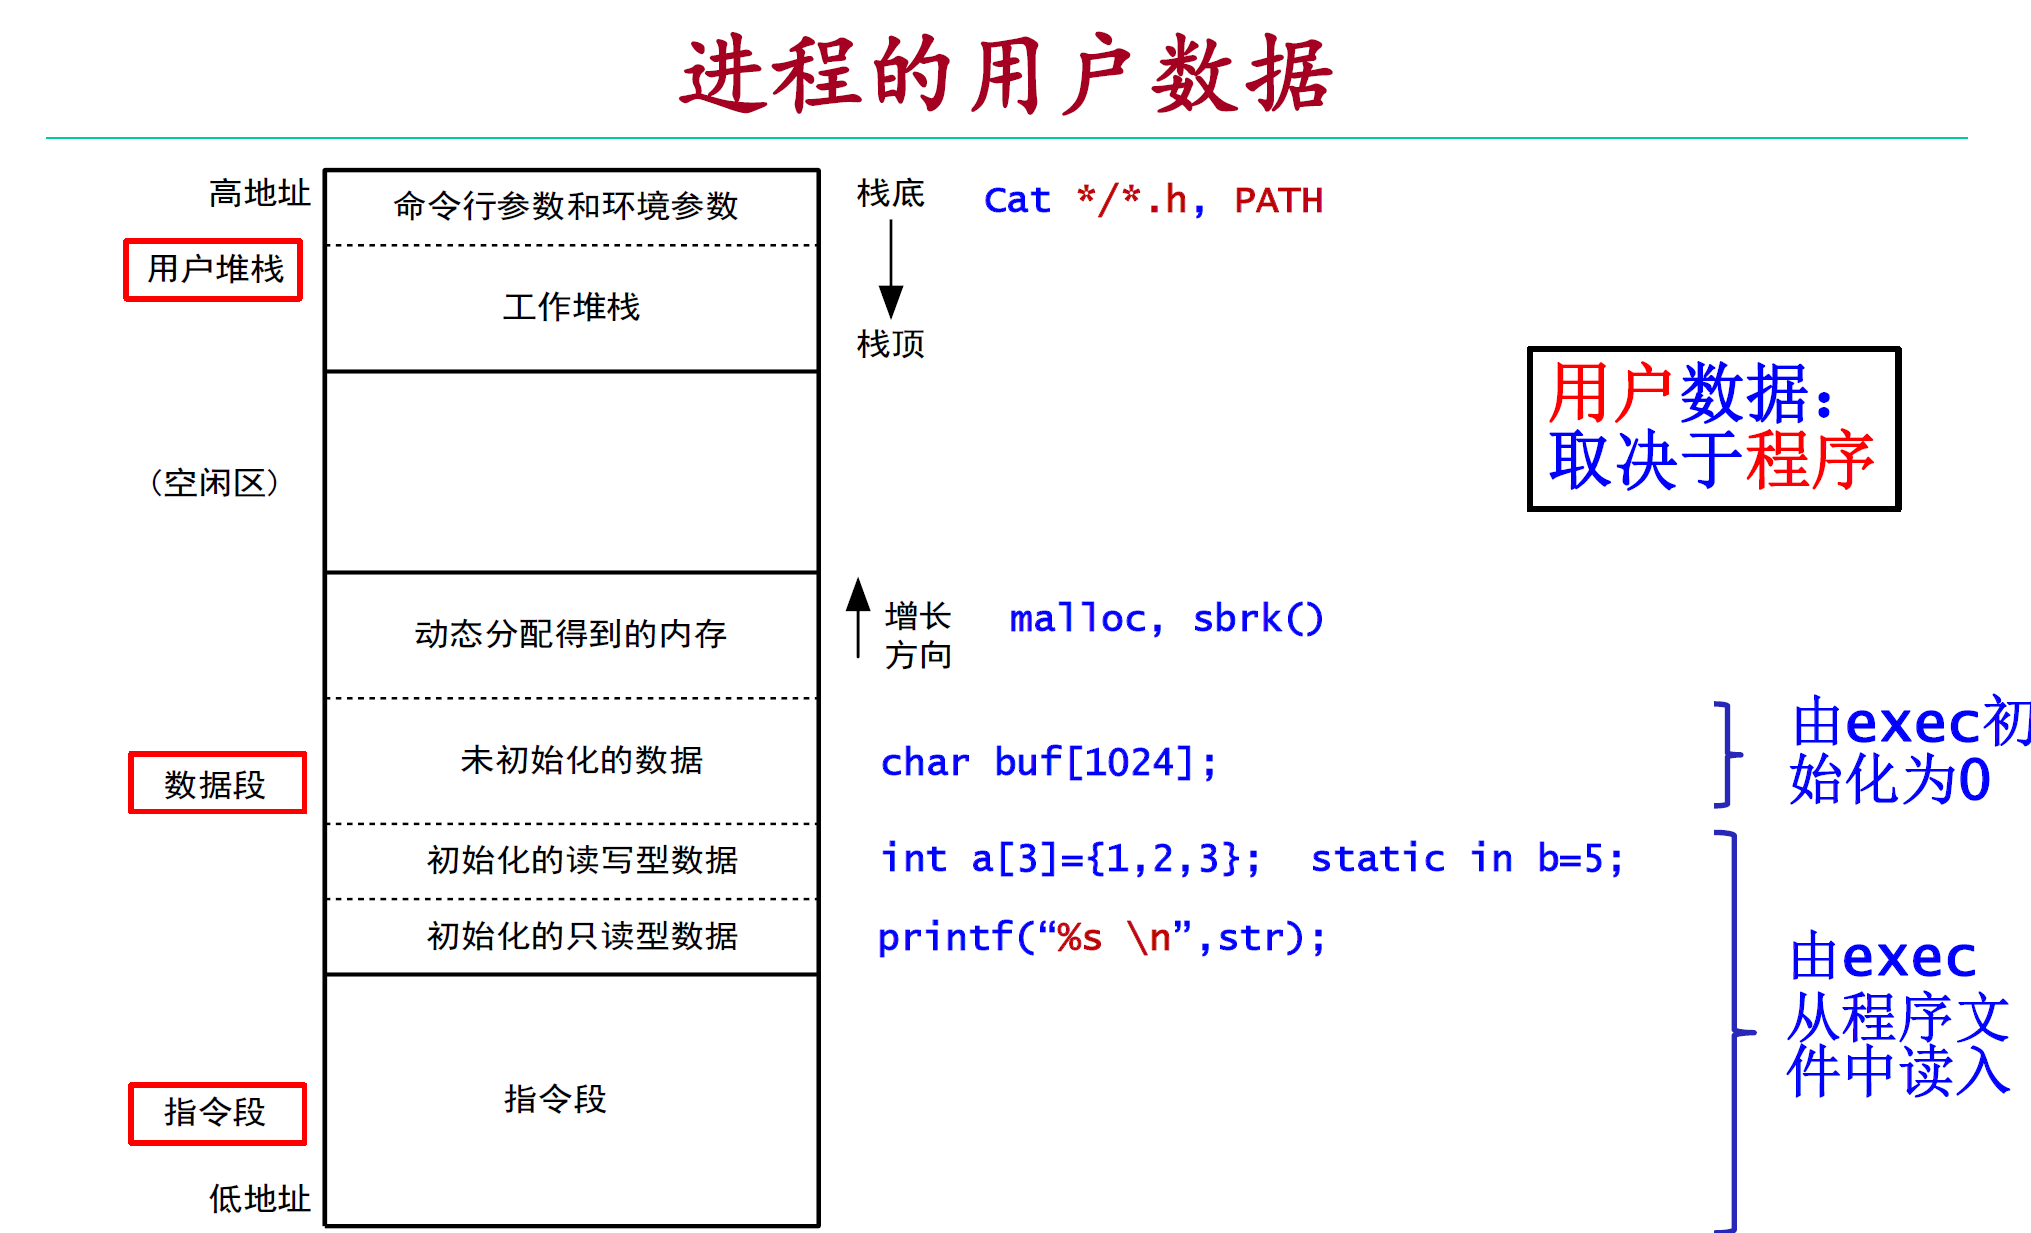 进程的用户数据
高地址
命令行参数和环境参数
栈底
Cat */*.h, PATH
用户堆栈
工作堆栈
栈顶
用户数据：
取决于程序
（空闲区）
动态分配得到的内存
增长
方向
malloc, sbrk()
未初始化的数据
char buf[1024];
由exec初
始化为0
数据段
初始化的读写型数据
int a[3]={1,2,3};  static in b=5;
初始化的只读型数据
printf(“%s \n”,str);
由exec
从程序文
件中读入
指令段
指令段
低地址